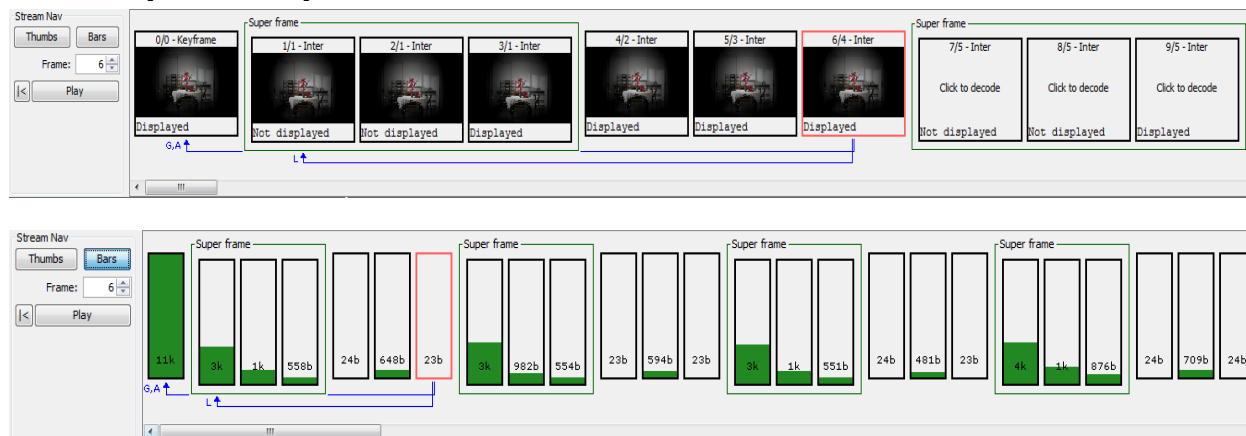 Stream Nav
Thumbs Bars
Frame: 6
|< Play
0/0 - Keyframe
Displayed
Super frame
1/1 - Inter
Not displayed
2/1 - Inter
Not displayed
3/1 - Inter
Displayed
4/2 - Inter
Displayed
5/3 - Inter
Displayed
6/4 - Inter
Displayed
Super frame
7/5 - Inter
Click to decode
Not displayed
8/5 - Inter
Click to decode
Not displayed
9/5 - Inter
Click to decode
Displayed
G,A
L
Stream Nav
Thumbs Bars
Frame: 6
|< Play
11k
Super frame
3k 1k 558b
24b 648b 23b
Super frame
3k 982b 554b
23b 594b 23b
Super frame
3k 1k 551b
24b 481b 23b
Super frame
4k 1k 876b
24b 709b 24b
G,A
L